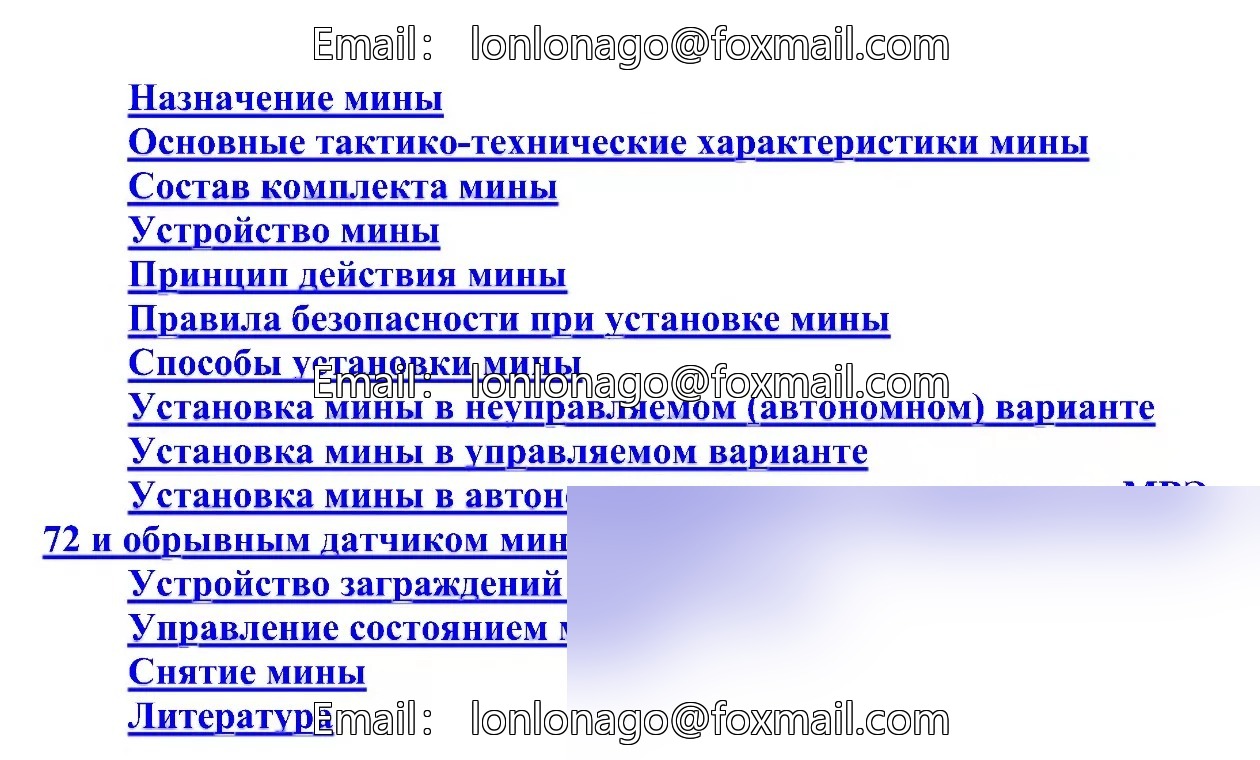 Email： lonlonago@foxmail.com
Назначение мины
Основные тактико-технические характеристики мины
Состав комплекта мины
Устройство мины
Принцип действия мины
Правила безопасности при установке мины
Способы установки мины
Email： lonlonago@foxmail.com
Установка мины в неуправляемом (автономном) варианте
Установка мины в управляемом варианте
Установка мины в
72 и обрывным датчиком
Устройство заграждений
Управление состоянием
Снятие мины
Литература
Email： lonlonago@foxmail.com